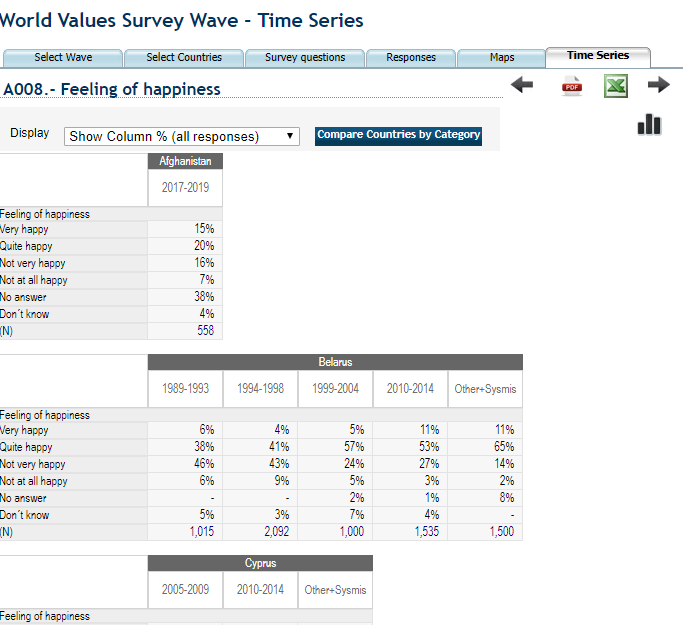 World Values Survey Wave - Time Series
Select Wave Select Countries Survey questions Responses Maps Time Series
A008.- Feeling of happiness
PDF
Display Show Column % (all responses) Compare Countries by Category
Afghanistan
2017-2019
Feeling of happiness
Very happy 15%
Quite happy 20%
Not very happy 16%
Not at all happy 7%
No answer 38%
Don´t know 4%
(N) 558
Belarus
1989-1993 1994-1998 1999-2004 2010-2014 Other+Sysmis
Feeling of happiness
Very happy 6% 4% 5% 11% 11%
Quite happy 38% 41% 57% 53% 65%
Not very happy 46% 43% 24% 27% 14%
Not at all happy 6% 9% 5% 3% 2%
No answer - - 2% 1% 8%
Don´t know 5% 3% 7% 4% -
(N) 1,015 2,092 1,000 1,535 1,500
Cyprus
2005-2009 2010-2014 Other+Sysmis
Feeling of happiness